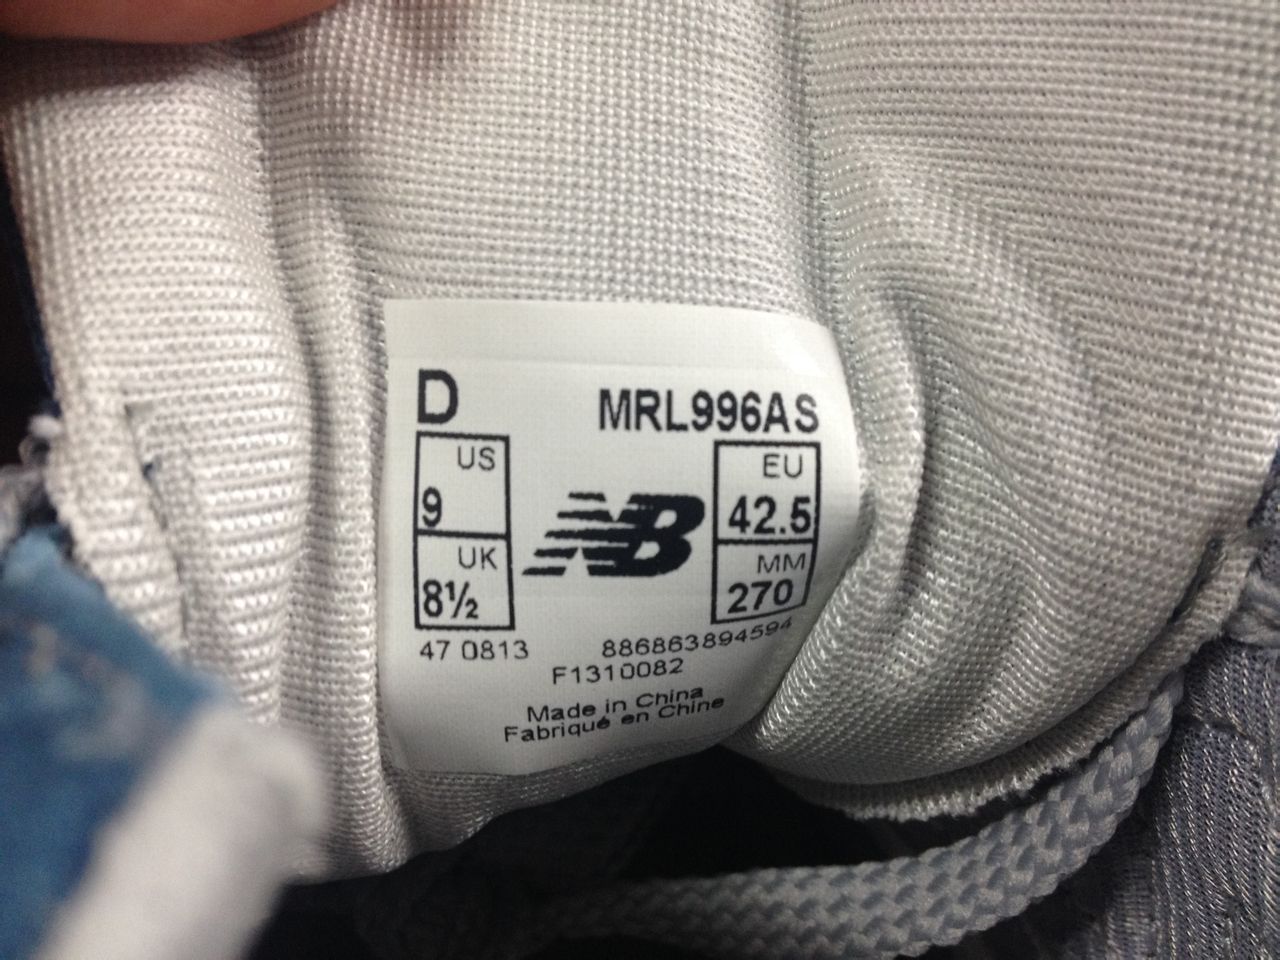 D MRL996AS
US
9
UK
8½
NB
EU
42.5
MM
270
47 0813 886863894594
F1310082
Made in China
Fabriqué en Chine